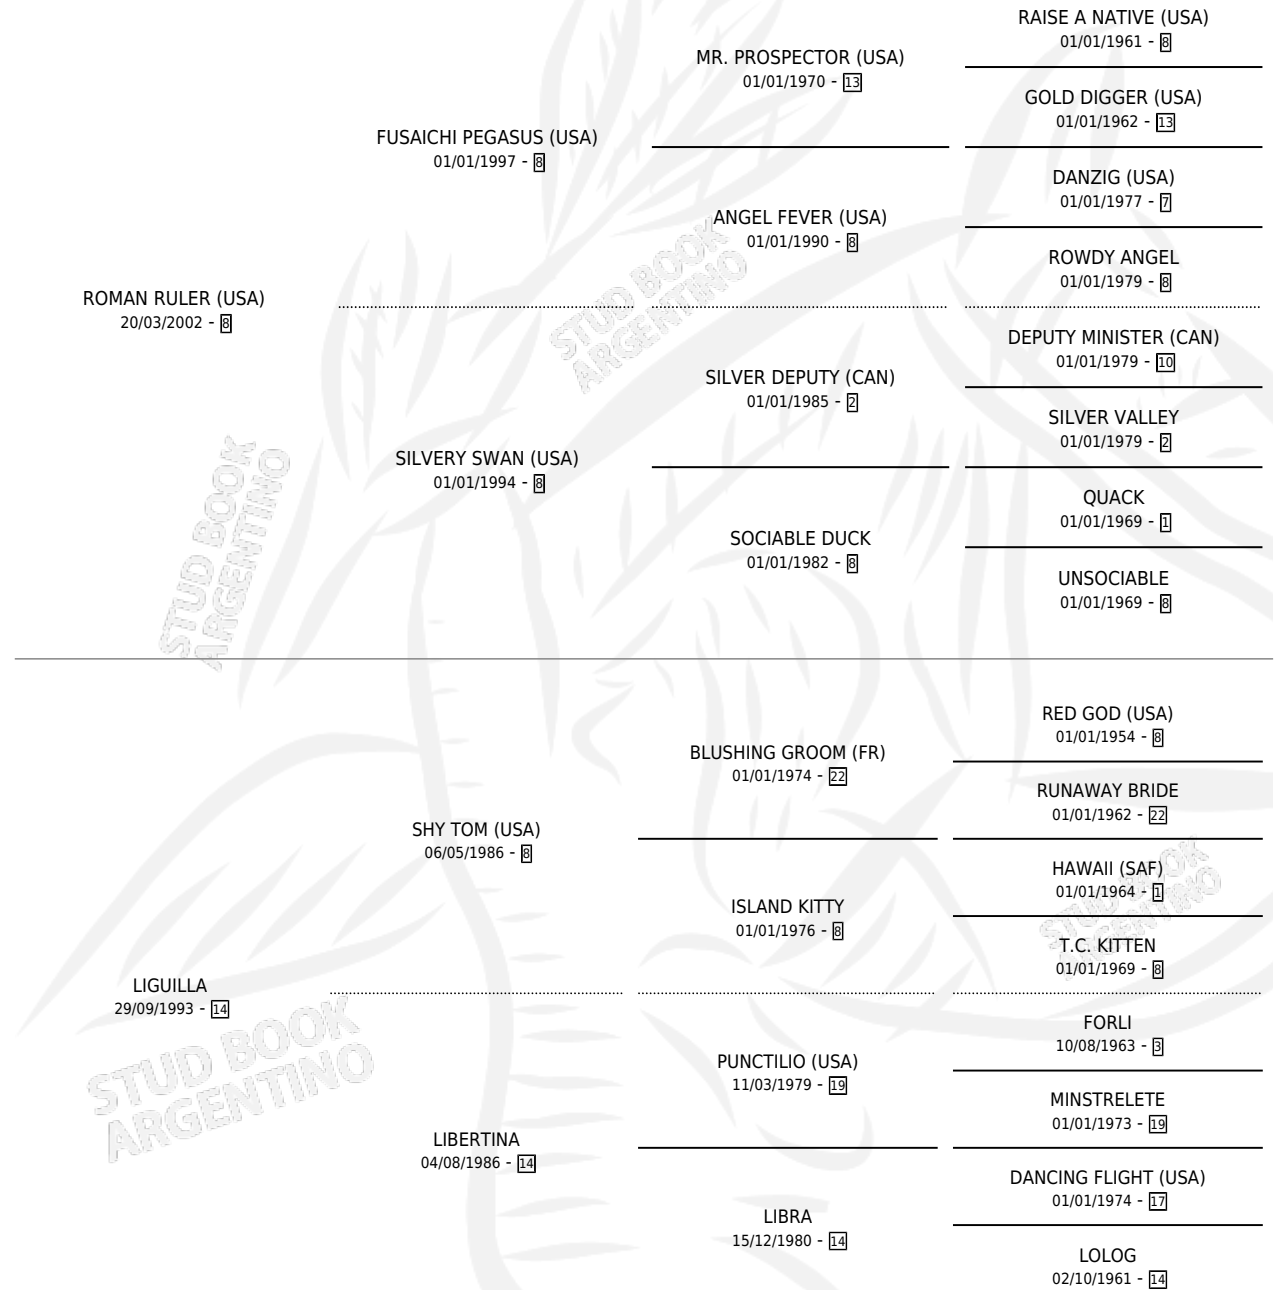 RAISE A NATIVE (USA)
01/01/1961 - 8
MR. PROSPECTOR (USA)
01/01/1970 - 13
GOLD DIGGER (USA)
01/01/1962 - 13
FUSAICHI PEGASUS (USA)
01/01/1997 - 8
DANZIG (USA)
01/01/1977 - 7
ANGEL FEVER (USA)
01/01/1990 - 8
ROWDY ANGEL
01/01/1979 - 8
ROMAN RULER (USA)
20/03/2002 - 8
STUD BOOK
ARGENTINO
DEPUTY MINISTER (CAN)
01/01/1979 - 10
SILVER DEPUTY (CAN)
01/01/1985 - 2
SILVER VALLEY
01/01/1979 - 2
SILVERY SWAN (USA)
01/01/1994 - 8
QUACK
01/01/1969 - 1
SOCIABLE DUCK
01/01/1982 - 8
UNSOCIABLE
01/01/1969 - 8
STUD BOOK
ARGENTINO
RED GOD (USA)
01/01/1954 - 8
BLUSHING GROOM (FR)
01/01/1974 - 22
RUNAWAY BRIDE
01/01/1962 - 22
SHY TOM (USA)
06/05/1986 - 8
HAWAII (SAF)
01/01/1964 - 1
ISLAND KITTY
01/01/1976 - 8
STUD BOOK
ARGENTINO
T.C. KITTEN
01/01/1969 - 8
LIGUILLA
29/09/1993 - 14
FORLI
10/08/1963 - 3
PUNCTILIO (USA)
11/03/1979 - 19
STUD BOOK
ARGENTINO
MINSTRELETE
01/01/1973 - 19
LIBERTINA
04/08/1986 - 14
DANCING FLIGHT (USA)
01/01/1974 - 17
LIBRA
15/12/1980 - 14
LOLOG
02/10/1961 - 14